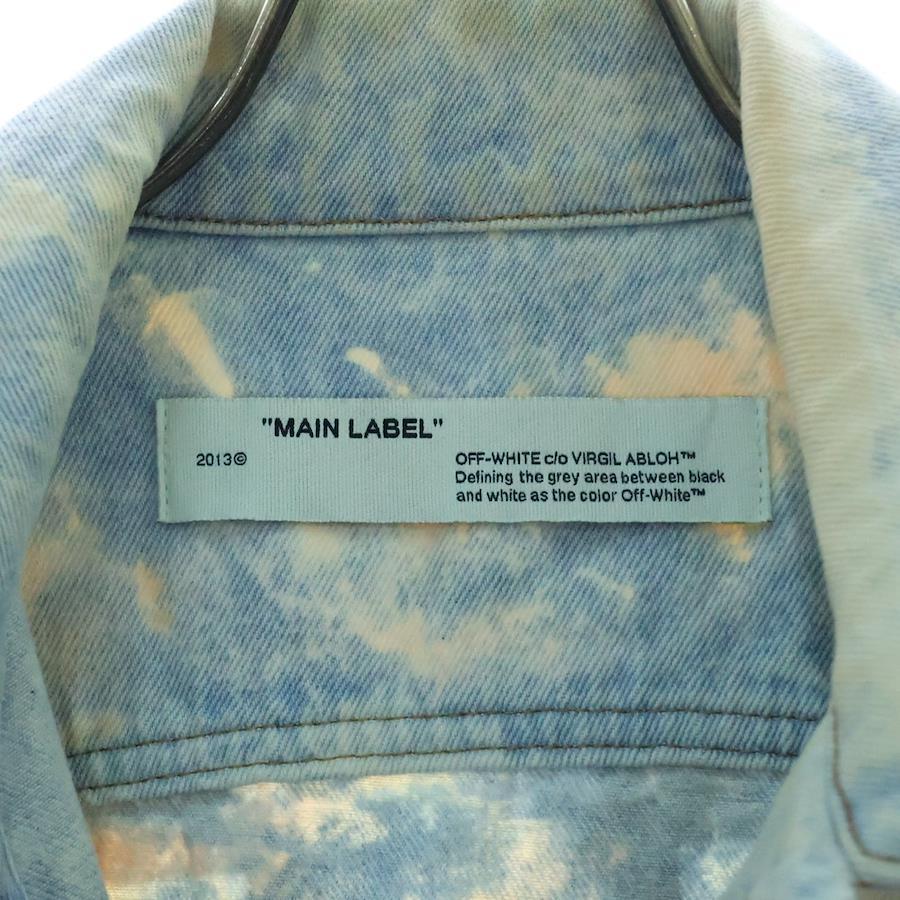 "MAIN LABEL"
2013©
OFF-WHITE c/o VIRGIL ABLOH™
Defining the grey area between black
and white as the color Off-White™